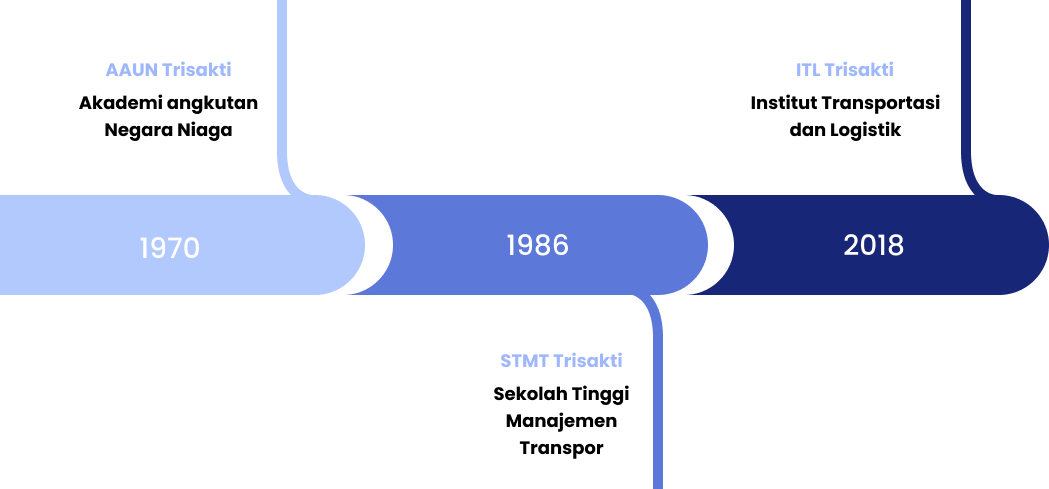 AAUN Trisakti
Akademi angkutan
Negara Niaga
ITL Trisakti
Institut Transportasi
dan Logistik
1970
1986
2018
STMT Trisakti
Sekolah Tinggi
Manajemen
Transpor